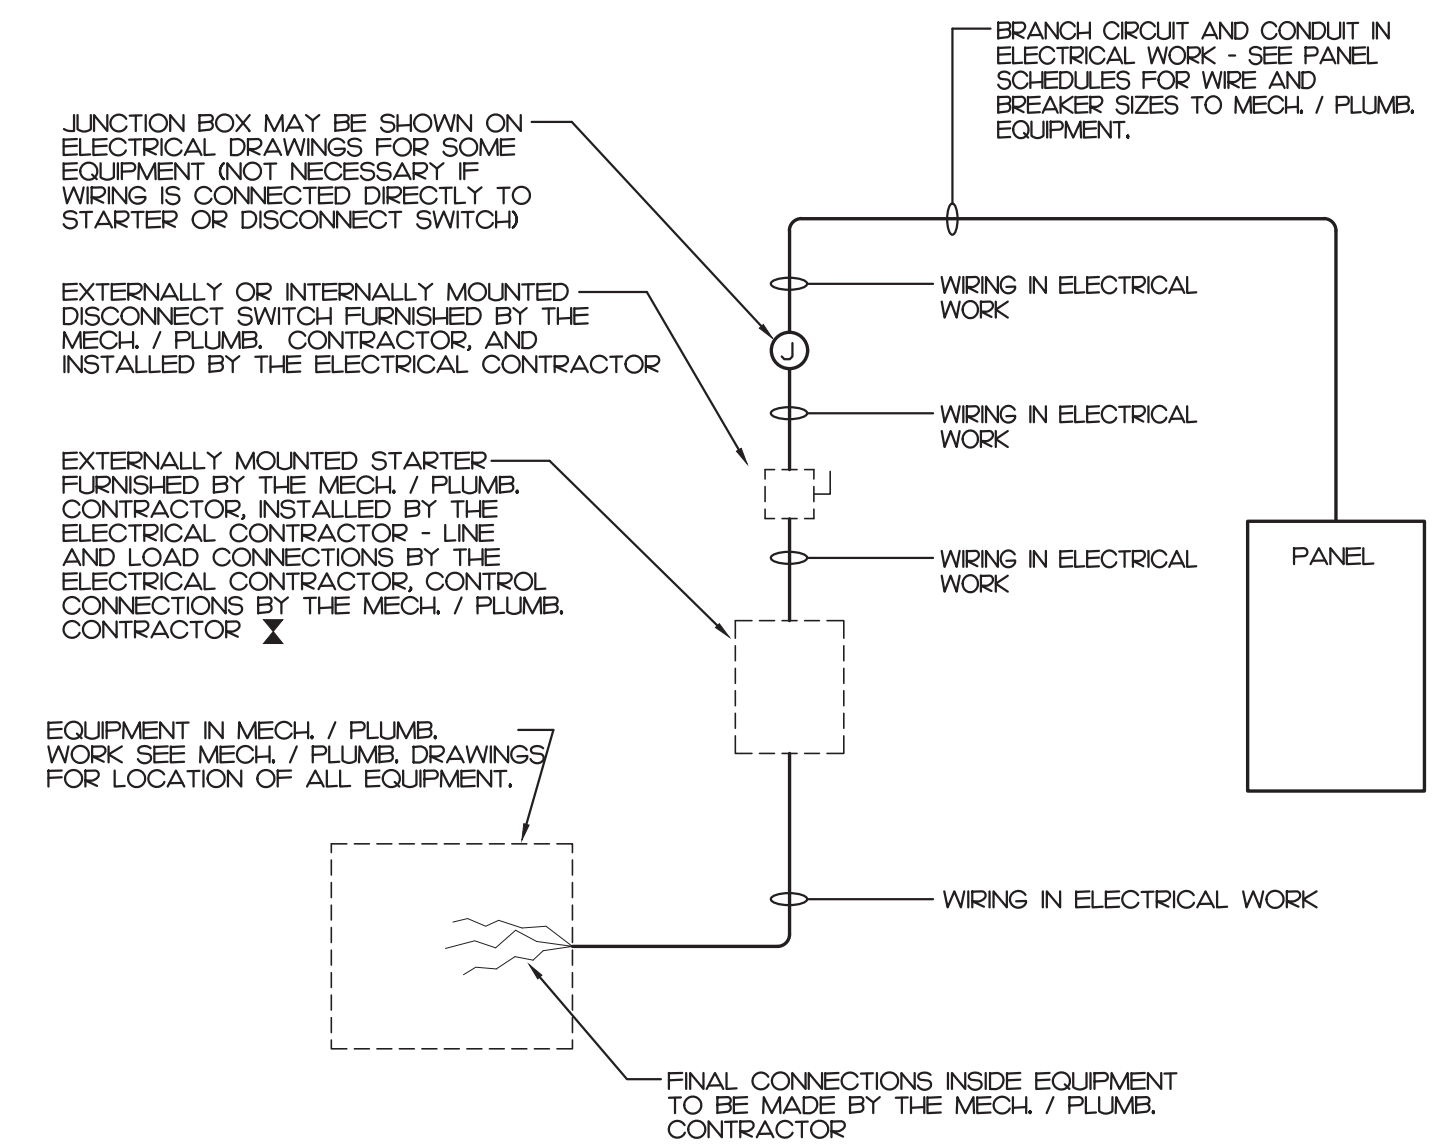 BRANCH CIRCUIT AND CONDUIT IN
ELECTRICAL WORK - SEE PANEL
SCHEDULES FOR WIRE AND
BREAKER SIZES TO MECH. / PLUMB.
EQUIPMENT.
JUNCTION BOX MAY BE SHOWN ON
ELECTRICAL DRAWINGS FOR SOME
EQUIPMENT (NOT NECESSARY IF
WIRING IS CONNECTED DIRECTLY TO
STARTER OR DISCONNECT SWITCH)
WIRING IN ELECTRICAL
WORK
EXTERNALLY OR INTERNALLY MOUNTED
DISCONNECT SWITCH FURNISHED BY THE
MECH. / PLUMB. CONTRACTOR, AND
INSTALLED BY THE ELECTRICAL CONTRACTOR
J
WIRING IN ELECTRICAL
WORK
EXTERNALLY MOUNTED STARTER
FURNISHED BY THE MECH. / PLUMB.
CONTRACTOR, INSTALLED BY THE
ELECTRICAL CONTRACTOR - LINE
AND LOAD CONNECTIONS BY THE
ELECTRICAL CONTRACTOR, CONTROL
CONNECTIONS BY THE MECH. / PLUMB.
CONTRACTOR
WIRING IN ELECTRICAL
WORK
PANEL
EQUIPMENT IN MECH. / PLUMB.
WORK SEE MECH. / PLUMB. DRAWINGS
FOR LOCATION OF ALL EQUIPMENT.
WIRING IN ELECTRICAL WORK
FINAL CONNECTIONS INSIDE EQUIPMENT
TO BE MADE BY THE MECH. / PLUMB.
CONTRACTOR